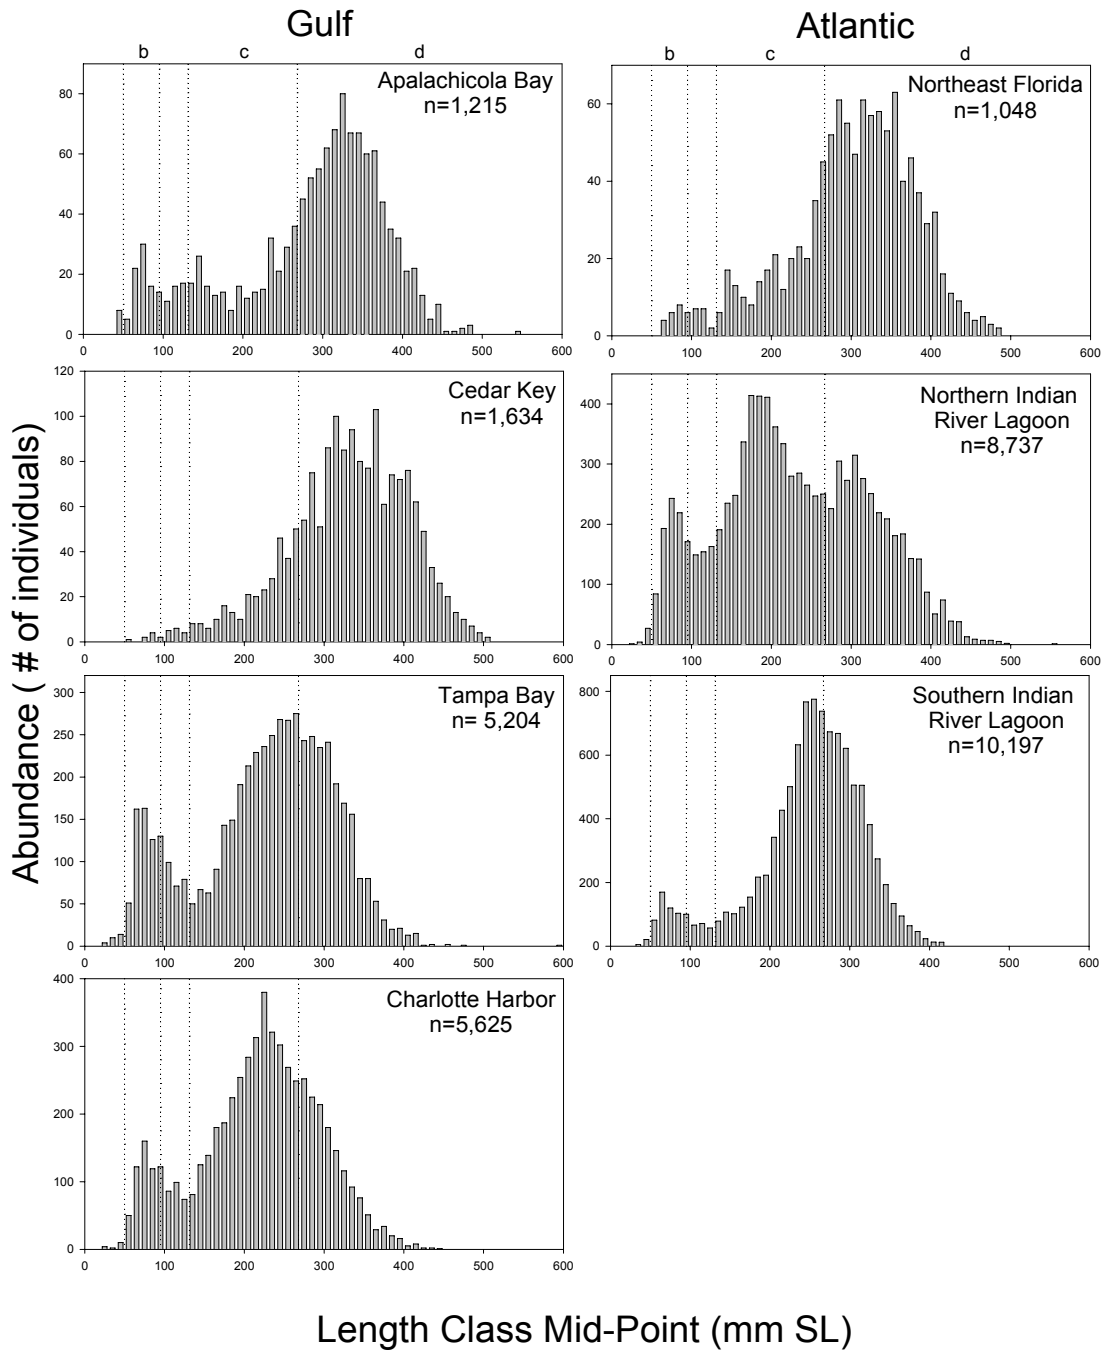 Gulf
Atlantic
b c d
b c d
Abundance ( # of individuals)
Apalachicola Bay
n=1,215
80
60
40
20
0
0 100 200 300 400 500 600
Northeast Florida
n=1,048
60
40
20
0
0 100 200 300 400 500 600
Cedar Key
n=1,634
120
100
80
60
40
20
0
0 100 200 300 400 500 600
Northern Indian
River Lagoon
n=8,737
400
300
200
100
0
0 100 200 300 400 500 600
Tampa Bay
n= 5,204
300
250
200
150
100
50
0
0 100 200 300 400 500 600
Southern Indian
River Lagoon
n=10,197
800
600
400
200
0
0 100 200 300 400 500 600
Charlotte Harbor
n=5,625
400
300
200
100
0
0 100 200 300 400 500 600
Length Class Mid-Point (mm SL)